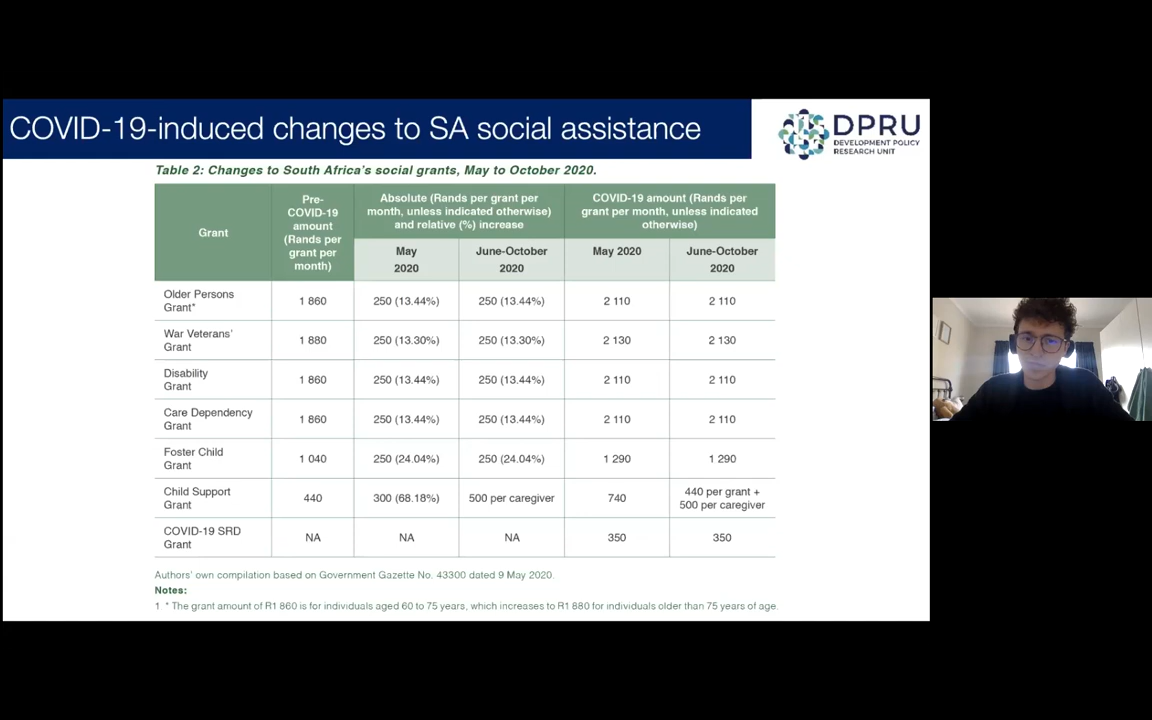 COVID-19-induced changes to SA social assistance
DPRU
DEVELOPMENT POLICY
RESEARCH UNIT
Table 2: Changes to South Africa's social grants, May to October 2020.
Grant
Pre-
COVID-19
amount
(Rands per
grant per
month)
Absolute (Rands per grant per
month, unless indicated otherwise)
and relative (%) increase
COVID-19 amount (Rands per
grant per month, unless indicated
otherwise)
May
2020
June-October
2020
May 2020
June-October
2020
Older Persons
Grant*
1 860
250 (13.44%)
250 (13.44%)
2 110
2 110
War Veterans'
Grant
1 880
250 (13.30%)
250 (13.30%)
2 130
2 130
Disability
Grant
1 860
250 (13.44%)
250 (13.44%)
2 110
2 110
Care Dependency
Grant
1 860
250 (13.44%)
250 (13.44%)
2 110
2 110
Foster Child
Grant
1 040
250 (24.04%)
250 (24.04%)
1 290
1 290
Child Support
Grant
440
300 (68.18%)
500 per caregiver
740
440 per grant +
500 per caregiver
COVID-19 SRD
Grant
NA
NA
NA
350
350
Authors' own compilation based on Government Gazette No. 43300 dated 9 May 2020.
Notes:
1 * The grant amount of R1 860 is for individuals aged 60 to 75 years, which increases to R1 880 for individuals older than 75 years of age.